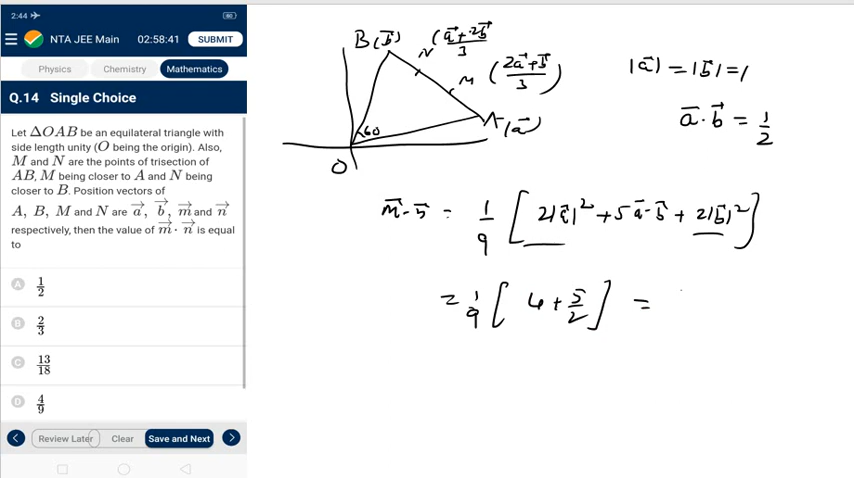 2:44
NTA JEE Main 02:58:41 SUBMIT
Physics Chemistry Mathematics
Q.14 Single Choice
Let ΔOAB be an equilateral triangle with
side length unity (O being the origin). Also,
M and N are the points of trisection of
AB, M being closer to A and N being
closer to B. Position vectors of
A, B, M and N are a⃗, b⃗, m⃗ and n⃗
respectively, then the value of m⃗ · n⃗ is equal
to
A 1/2
B 2/3
C 13/18
D 4/9
Review Later Clear Save and Next
B(b⃗) N (a⃗+2b⃗)/3
M (2a⃗+b⃗)/3
60
A(a⃗)
O
|a⃗| = |b⃗| = 1
a⃗ · b⃗ = 1/2
m⃗ · n⃗ = 1/9 [2|a⃗|² + 5a⃗·b⃗ + 2|b⃗|²]
= 1/9 [4 + 5/2] =